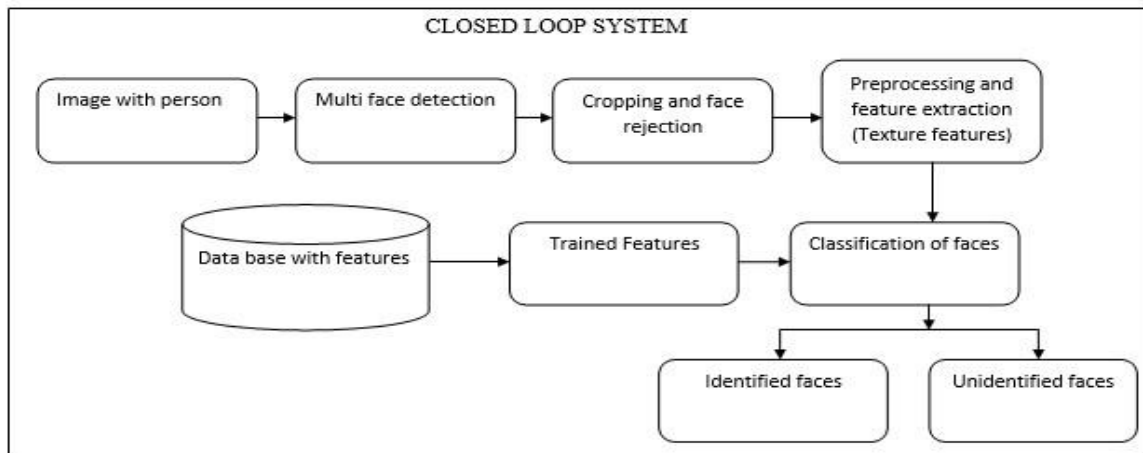 CLOSED LOOP SYSTEM
Image with person
Multi face detection
Cropping and face
rejection
Preprocessing and
feature extraction
(Texture features)
Data base with features
Trained Features
Classification of faces
Identified faces
Unidentified faces